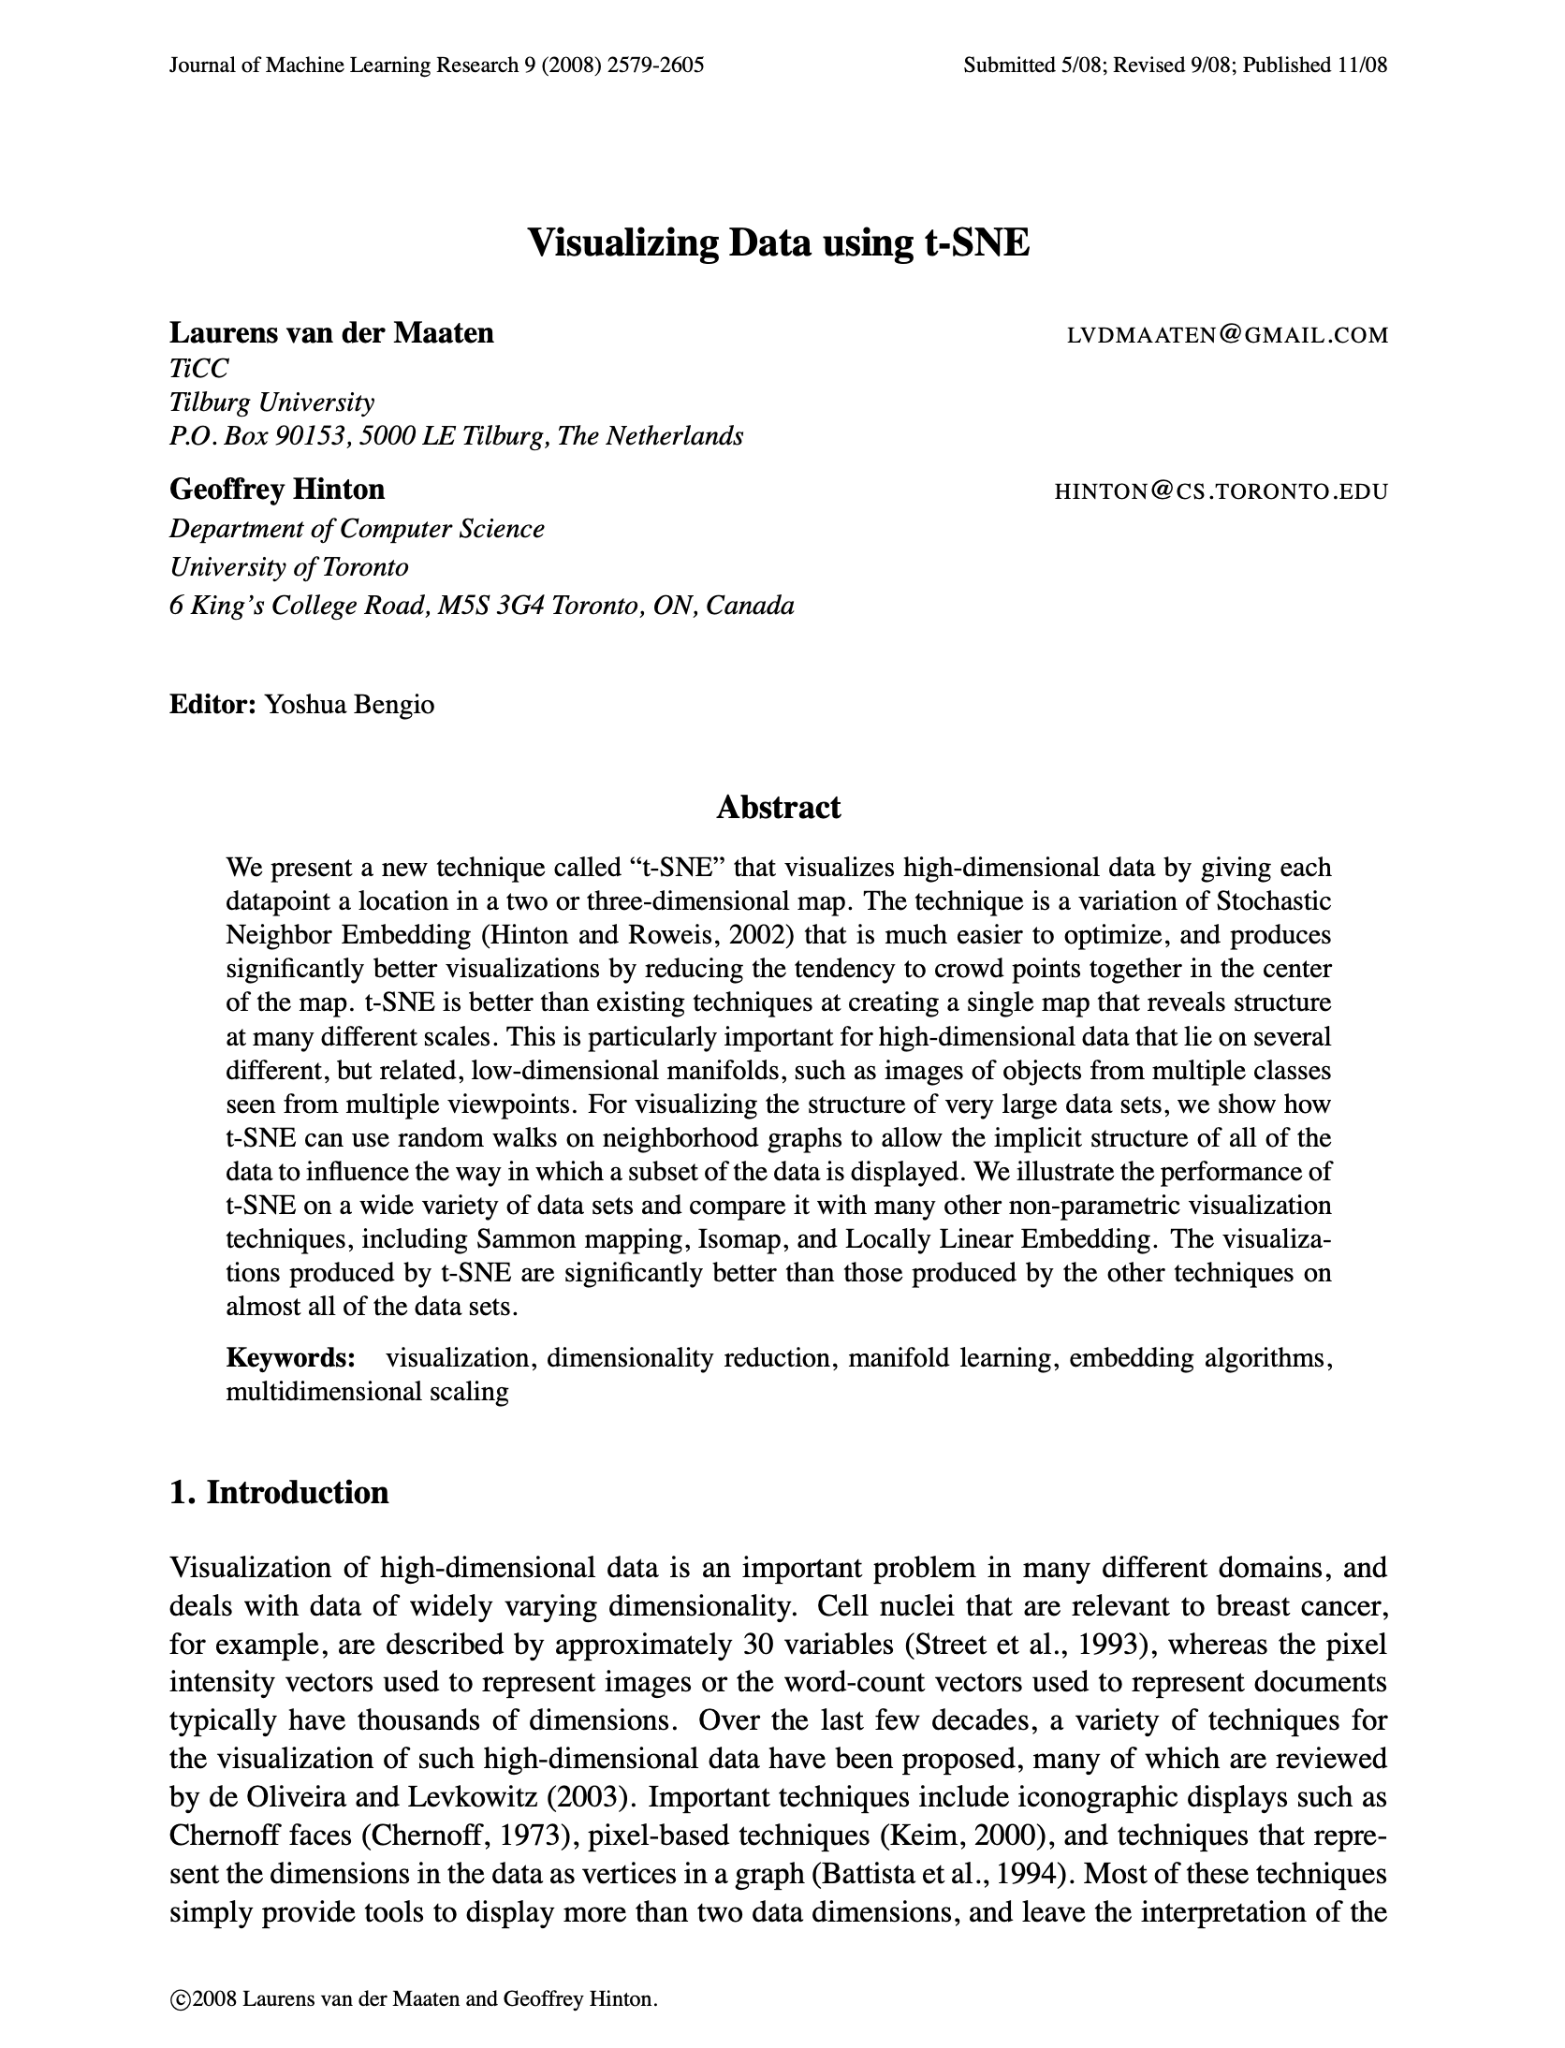 Journal of Machine Learning Research 9 (2008) 2579-2605 Submitted 5/08; Revised 9/08; Published 11/08
Visualizing Data using t-SNE
Laurens van der Maaten LVDMAATEN@GMAIL.COM
TiCC
Tilburg University
P.O. Box 90153, 5000 LE Tilburg, The Netherlands
Geoffrey Hinton HINTON@CS.TORONTO.EDU
Department of Computer Science
University of Toronto
6 King's College Road, M5S 3G4 Toronto, ON, Canada
Editor: Yoshua Bengio
Abstract
We present a new technique called “t-SNE” that visualizes high-dimensional data by giving each
datapoint a location in a two or three-dimensional map. The technique is a variation of Stochastic
Neighbor Embedding (Hinton and Roweis, 2002) that is much easier to optimize, and produces
significantly better visualizations by reducing the tendency to crowd points together in the center
of the map. t-SNE is better than existing techniques at creating a single map that reveals structure
at many different scales. This is particularly important for high-dimensional data that lie on several
different, but related, low-dimensional manifolds, such as images of objects from multiple classes
seen from multiple viewpoints. For visualizing the structure of very large data sets, we show how
t-SNE can use random walks on neighborhood graphs to allow the implicit structure of all of the
data to influence the way in which a subset of the data is displayed. We illustrate the performance of
t-SNE on a wide variety of data sets and compare it with many other non-parametric visualization
techniques, including Sammon mapping, Isomap, and Locally Linear Embedding. The visualiza-
tions produced by t-SNE are significantly better than those produced by the other techniques on
almost all of the data sets.
Keywords: visualization, dimensionality reduction, manifold learning, embedding algorithms,
multidimensional scaling
1. Introduction
Visualization of high-dimensional data is an important problem in many different domains, and
deals with data of widely varying dimensionality. Cell nuclei that are relevant to breast cancer,
for example, are described by approximately 30 variables (Street et al., 1993), whereas the pixel
intensity vectors used to represent images or the word-count vectors used to represent documents
typically have thousands of dimensions. Over the last few decades, a variety of techniques for
the visualization of such high-dimensional data have been proposed, many of which are reviewed
by de Oliveira and Levkowitz (2003). Important techniques include iconographic displays such as
Chernoff faces (Chernoff, 1973), pixel-based techniques (Keim, 2000), and techniques that repre-
sent the dimensions in the data as vertices in a graph (Battista et al., 1994). Most of these techniques
simply provide tools to display more than two data dimensions, and leave the interpretation of the
©2008 Laurens van der Maaten and Geoffrey Hinton.